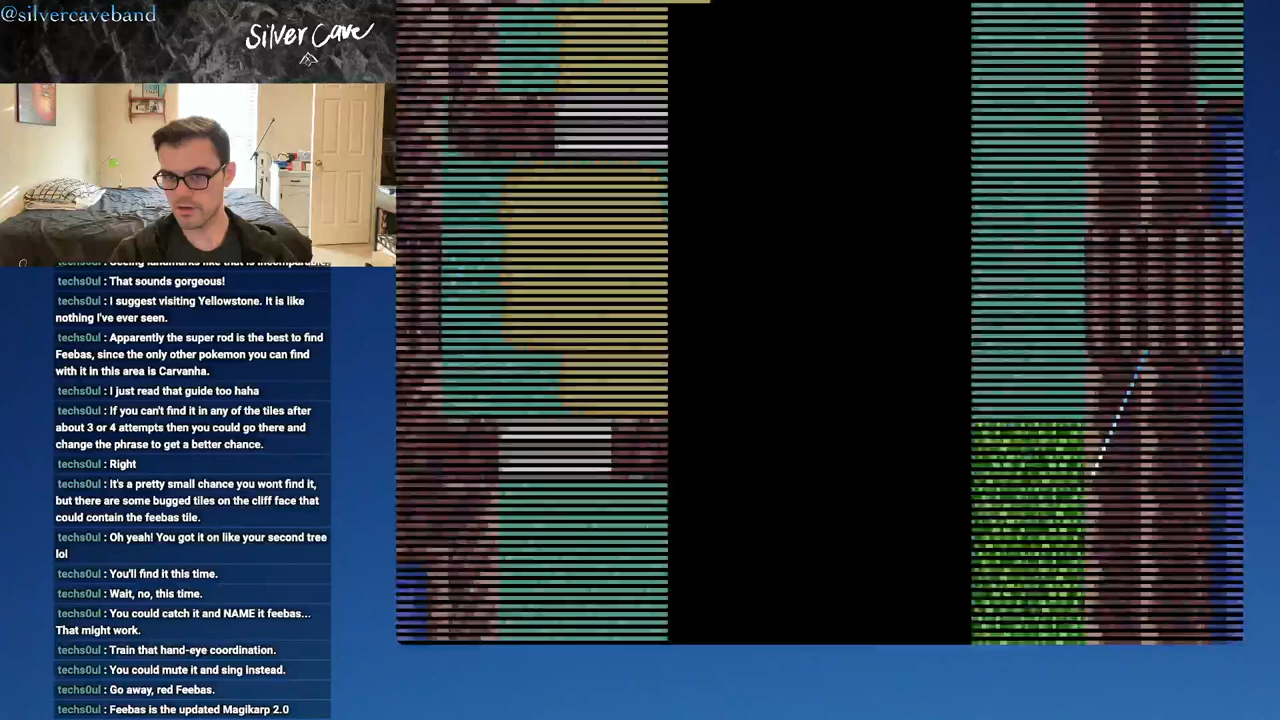 @silvercaveband
Silver Cave
seeing landmarks like that is incomparable.
techs0ul : That sounds gorgeous!
techs0ul : I suggest visiting Yellowstone. It is like
nothing I've ever seen.
techs0ul : Apparently the super rod is the best to find
Feebas, since the only other pokemon you can find
with it in this area is Carvanha.
techs0ul : I just read that guide too haha
techs0ul : If you can't find it in any of the tiles after
about 3 or 4 attempts then you could go there and
change the phrase to get a better chance.
techs0ul : Right
techs0ul : It's a pretty small chance you wont find it,
but there are some bugged tiles on the cliff face that
could contain the feebas tile.
techs0ul : Oh yeah! You got it on like your second tree
lol
techs0ul : You'll find it this time.
techs0ul : Wait, no, this time.
techs0ul : You could catch it and NAME it feebas...
That might work.
techs0ul : Train that hand-eye coordination.
techs0ul : You could mute it and sing instead.
techs0ul : Go away, red Feebas.
techs0ul : Feebas is the updated Magikarp 2.0